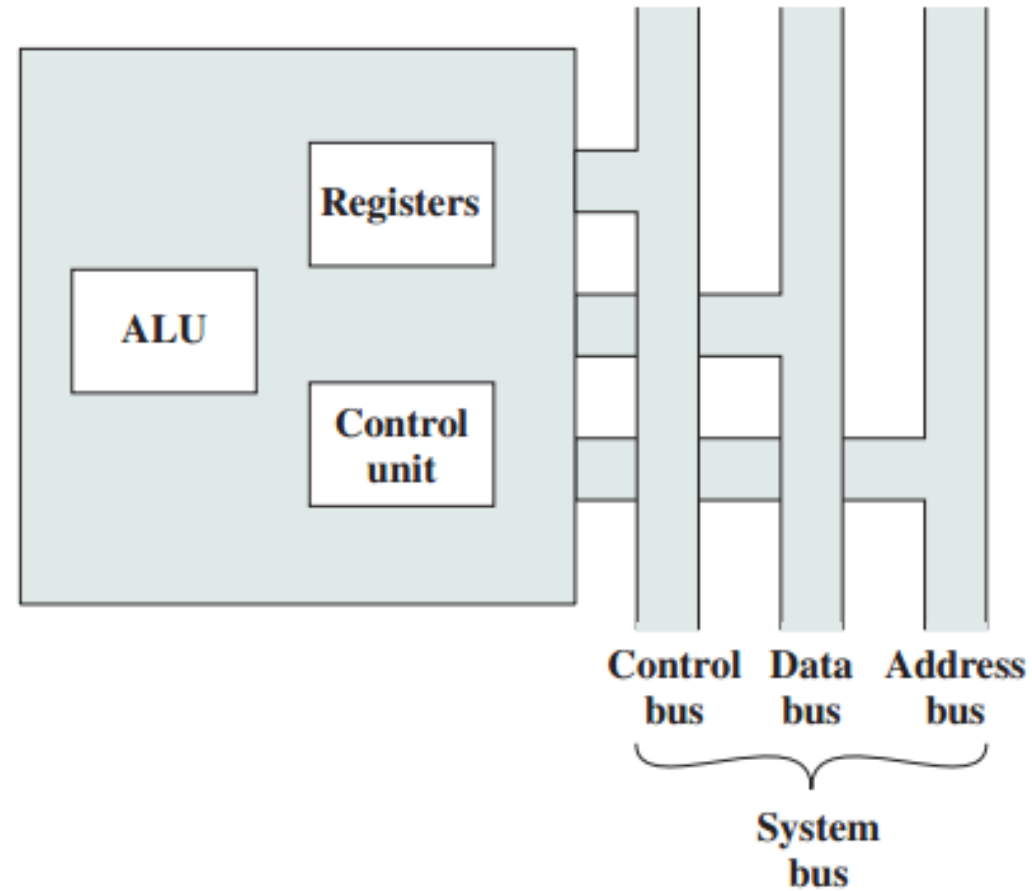 Registers
ALU
Control
unit
Control
bus
Data
bus
Address
bus
System
bus